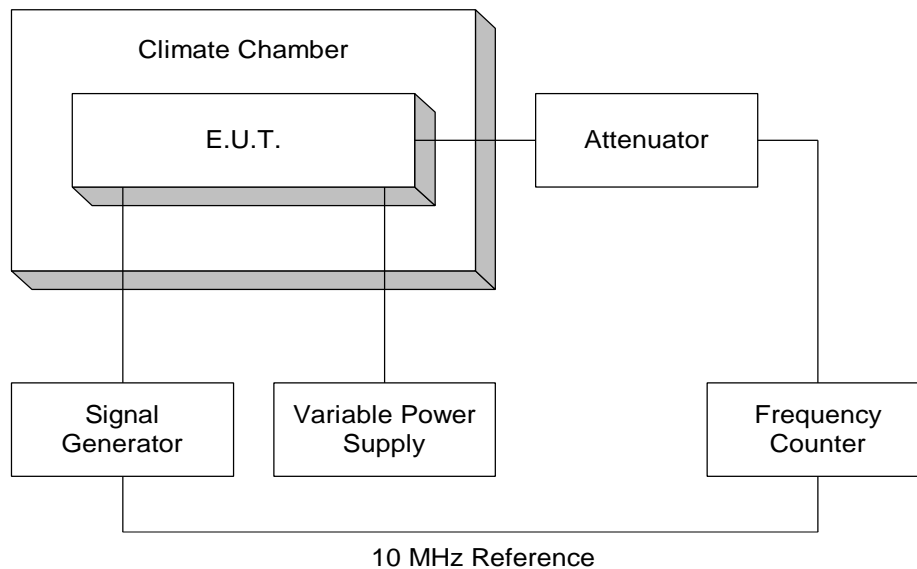 Climate Chamber
E.U.T.
Attenuator
Signal
Generator
Variable Power
Supply
Frequency
Counter
10 MHz Reference